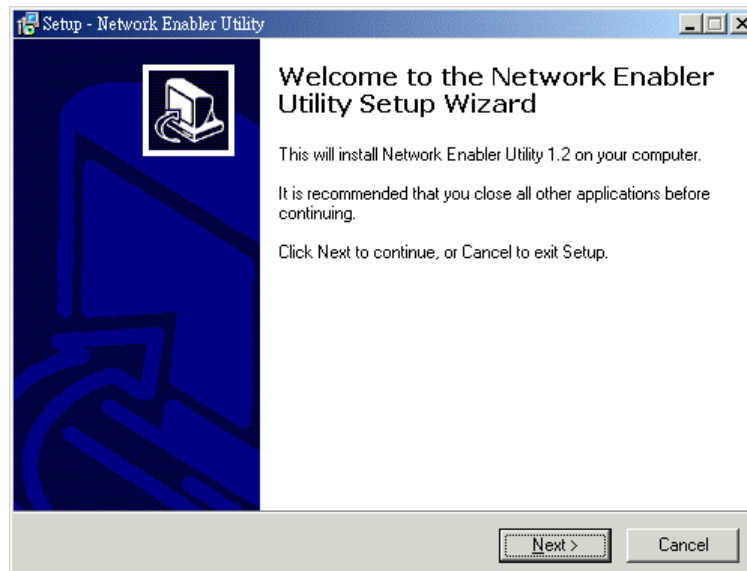 Setup - Network Enabler Utility
Welcome to the Network Enabler
Utility Setup Wizard
This will install Network Enabler Utility 1.2 on your computer.
It is recommended that you close all other applications before
continuing.
Click Next to continue, or Cancel to exit Setup.
Next >
Cancel